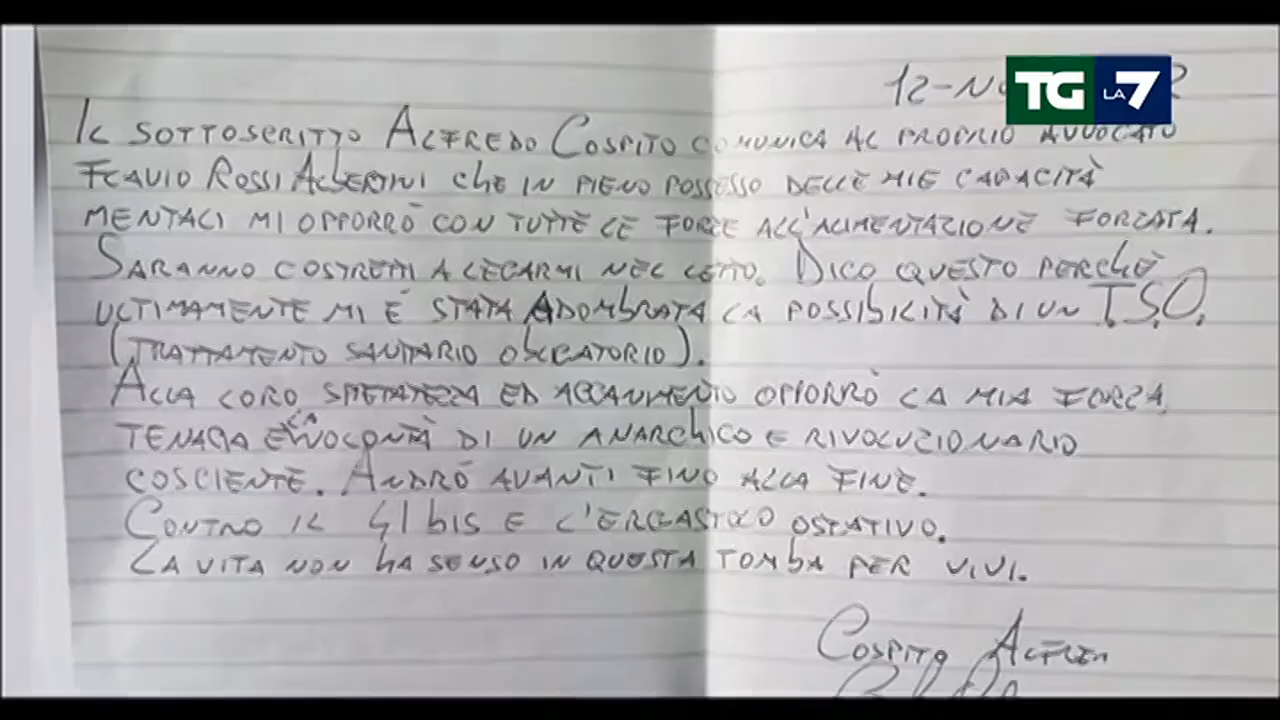 TG LA 7
12-No
Il sottoscritto Alfredo Cospito comunica al proprio avvocato
Flavio Rossi Albertini che in pieno possesso delle mie capacità
mentali mi opporrò con tutte le forze all'alimentazione forzata.
Saranno costretti a legarmi nel letto. Dico questo perchè
ultimamente mi è stata adombrata la possibilità di un T.S.O.
(trattamento sanitario obligatorio).
Alla loro spietatezza ed accanimento opporrò la mia forza,
tenacia e la volontà di un anarchico e rivoluzionario
cosciente. Andrò avanti fino alla fine.
Contro il 41 bis e l'ergastolo ostativo.
La vita non ha senso in questa tomba per vivi.
Cospito